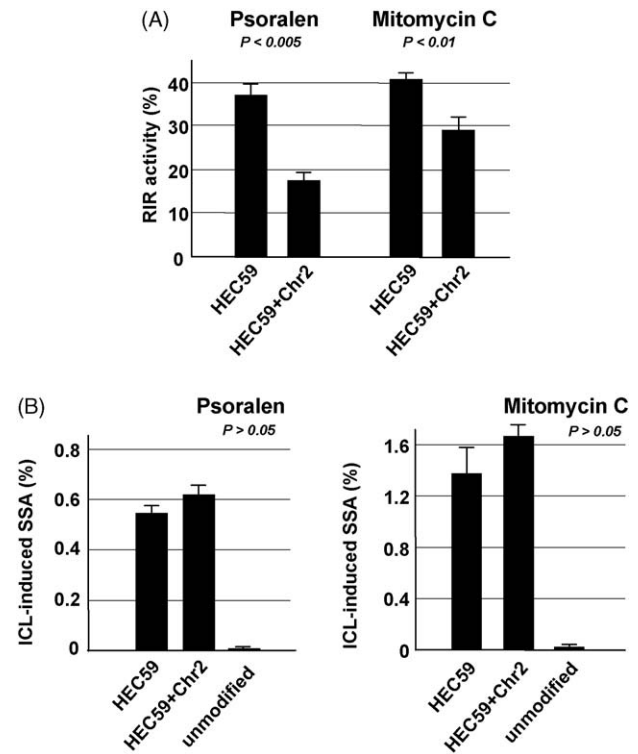 (A)
Psoralen
Mitomycin C
P < 0.005
P < 0.01
RIR activity (%)
40
30
20
10
0
HEC59
HEC59+Chr2
HEC59
HEC59+Chr2
(B)
Psoralen
P > 0.05
ICL-induced SSA (%)
0.8
0.6
0.4
0.2
0
HEC59
HEC59+Chr2
unmodified
Mitomycin C
P > 0.05
ICL-induced SSA (%)
1.6
1.2
0.8
0.4
0
HEC59
HEC59+Chr2
unmodified